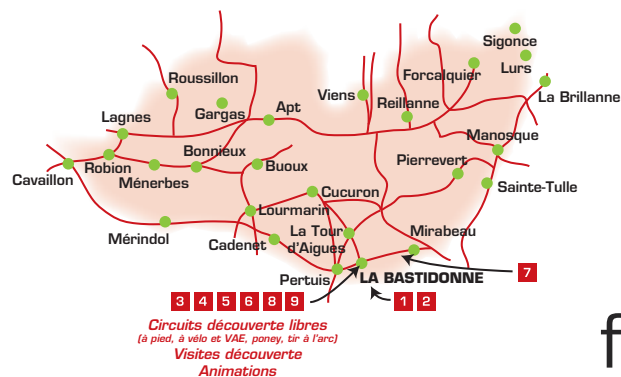 Sigonce
Lurs
Forcalquier
Roussillon
La Brillanne
Viens
Reillanne
Gargas
Apt
Lagnes
Manosque
Bonnieux
Pierrevert
Robion
Buoux
Cavaillon
Ménerbes
Sainte-Tulle
Cucuron
Lourmarin
La Tour
d'Aigues
Mirabeau
Mérindol
Cadenet
Pertuis
LA BASTIDONNE
7
3 4 5 6 8 9
1 2
Circuits découverte libres
(à pied, à vélo et VAE, poney, tir à l'arc)
Visites découverte
Animations
f